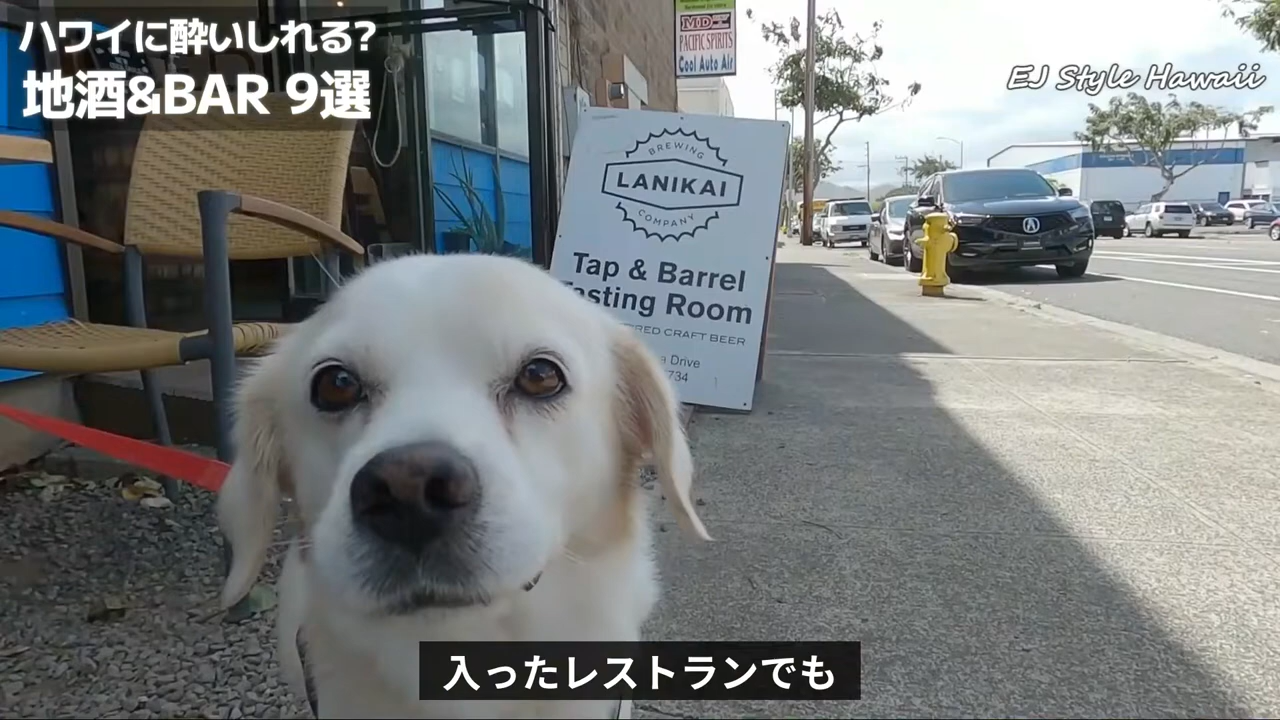 ハワイに酔いしれる?
地酒&BAR 9選
EJ Style Hawaii
MD
PACIFIC SPIRITS
Cool Auto Air
BREWING
LANIKAI
COMPANY
Tap & Barrel
Tasting Room
CRAFT BEER
Drive
734
入ったレストランでも